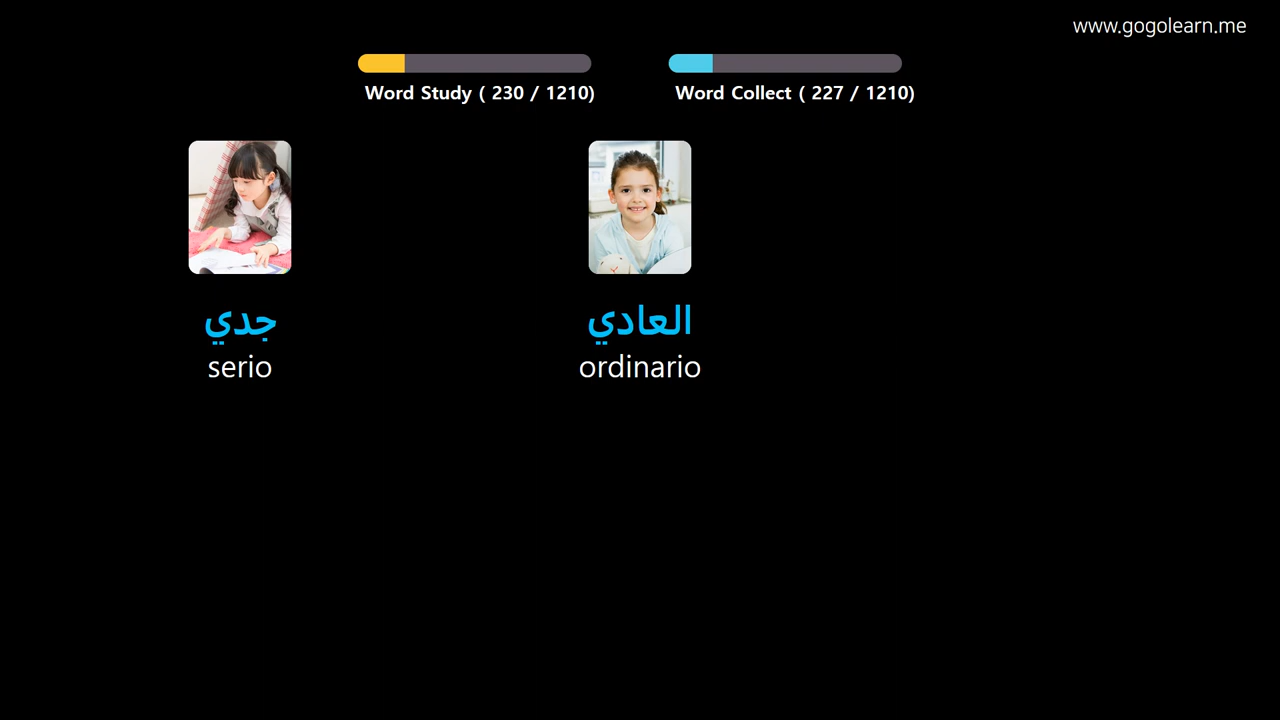 www.gogolearn.me
Word Study ( 230 / 1210)
Word Collect ( 227 / 1210)
جدي
serio
العادي
ordinario